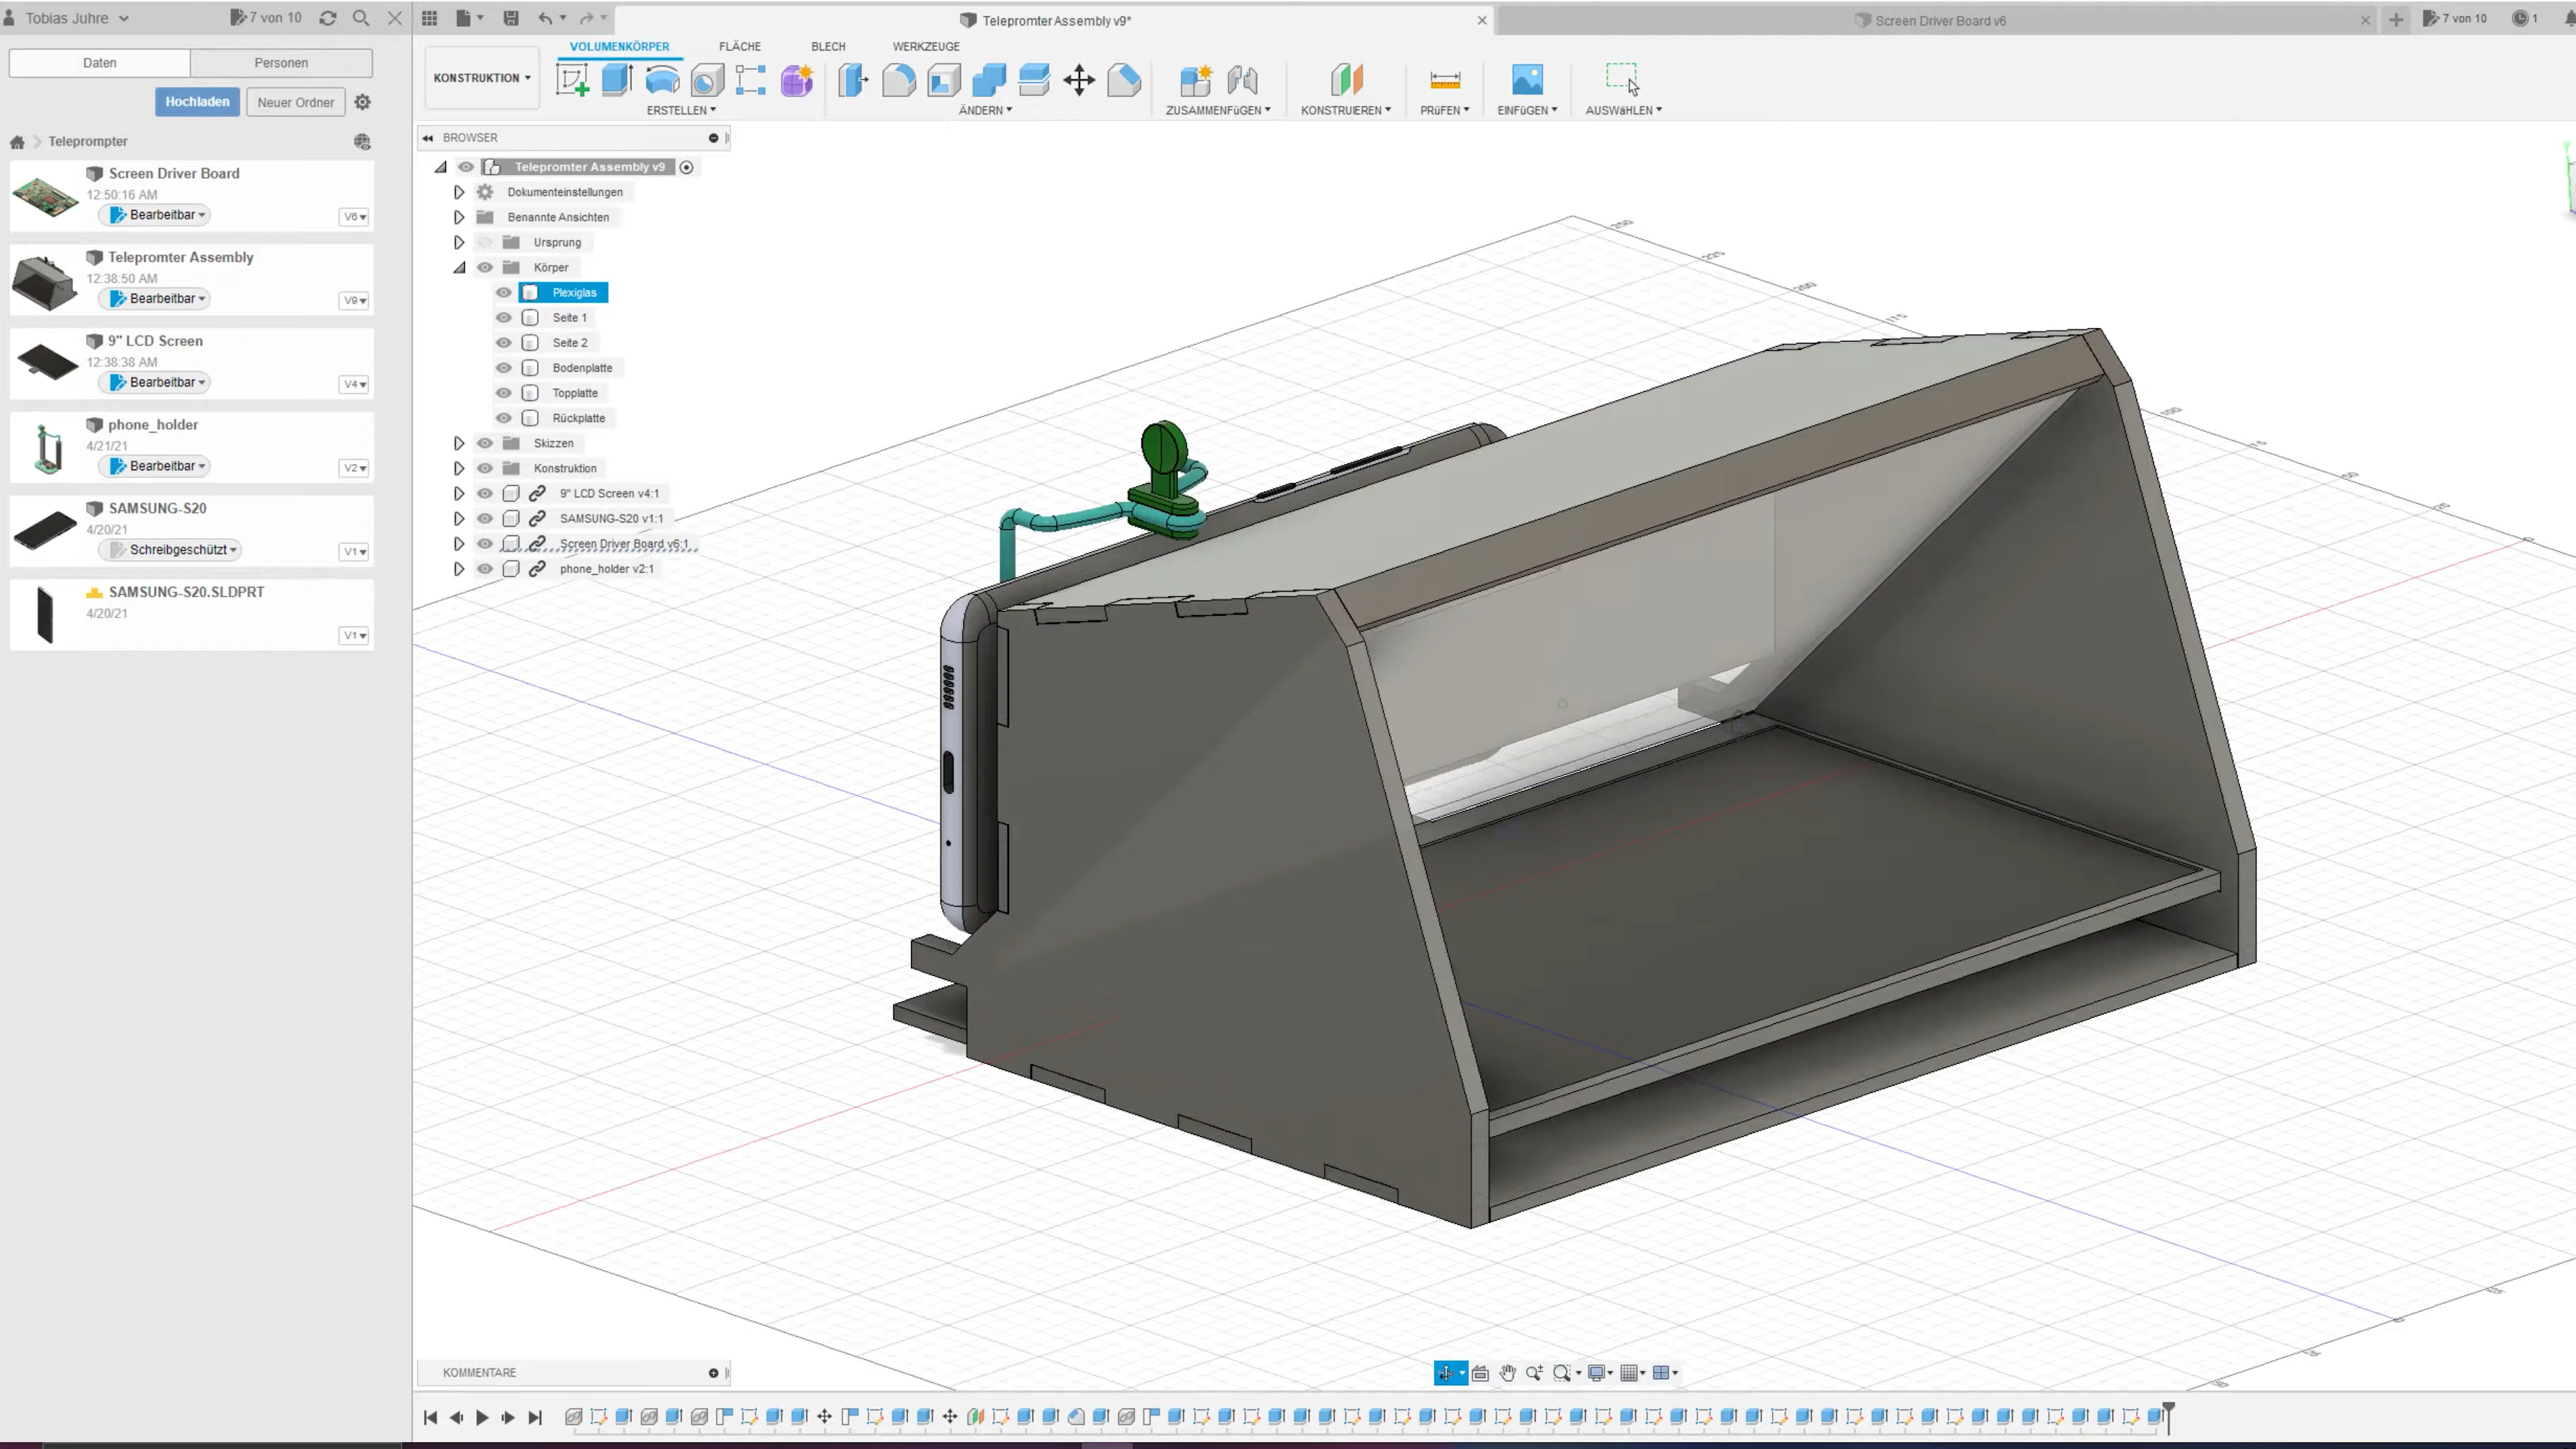 Tobias Juhre
7 von 10
Telepromter Assembly v9*
Screen Driver Board v6
7 von 10
1
Daten
Personen
Hochladen
Neuer Ordner
Teleprompter
Screen Driver Board
12:50:16 AM
Bearbeitbar
V6
Telepromter Assembly
12:38:50 AM
Bearbeitbar
V9
9" LCD Screen
12:38:38 AM
Bearbeitbar
V4
phone_holder
4/21/21
Bearbeitbar
V2
SAMSUNG-S20
4/20/21
Schreibgeschützt
V1
SAMSUNG-S20.SLDPRT
4/20/21
V1
KONSTRUKTION
VOLUMENKÖRPER
FLÄCHE
BLECH
WERKZEUGE
ERSTELLEN
ÄNDERN
ZUSAMMENFÜGEN
KONSTRUIEREN
PRÜFEN
EINFÜGEN
AUSWÄHLEN
BROWSER
Telepromter Assembly v9
Dokumenteinstellungen
Benannte Ansichten
Ursprung
Körper
Plexiglas
Seite 1
Seite 2
Bodenplatte
Topplatte
Rückplatte
Skizzen
Konstruktion
9" LCD Screen v4:1
SAMSUNG-S20 v1:1
Screen Driver Board v6:1
phone_holder v2:1
250
225
200
175
100
KOMMENTARE